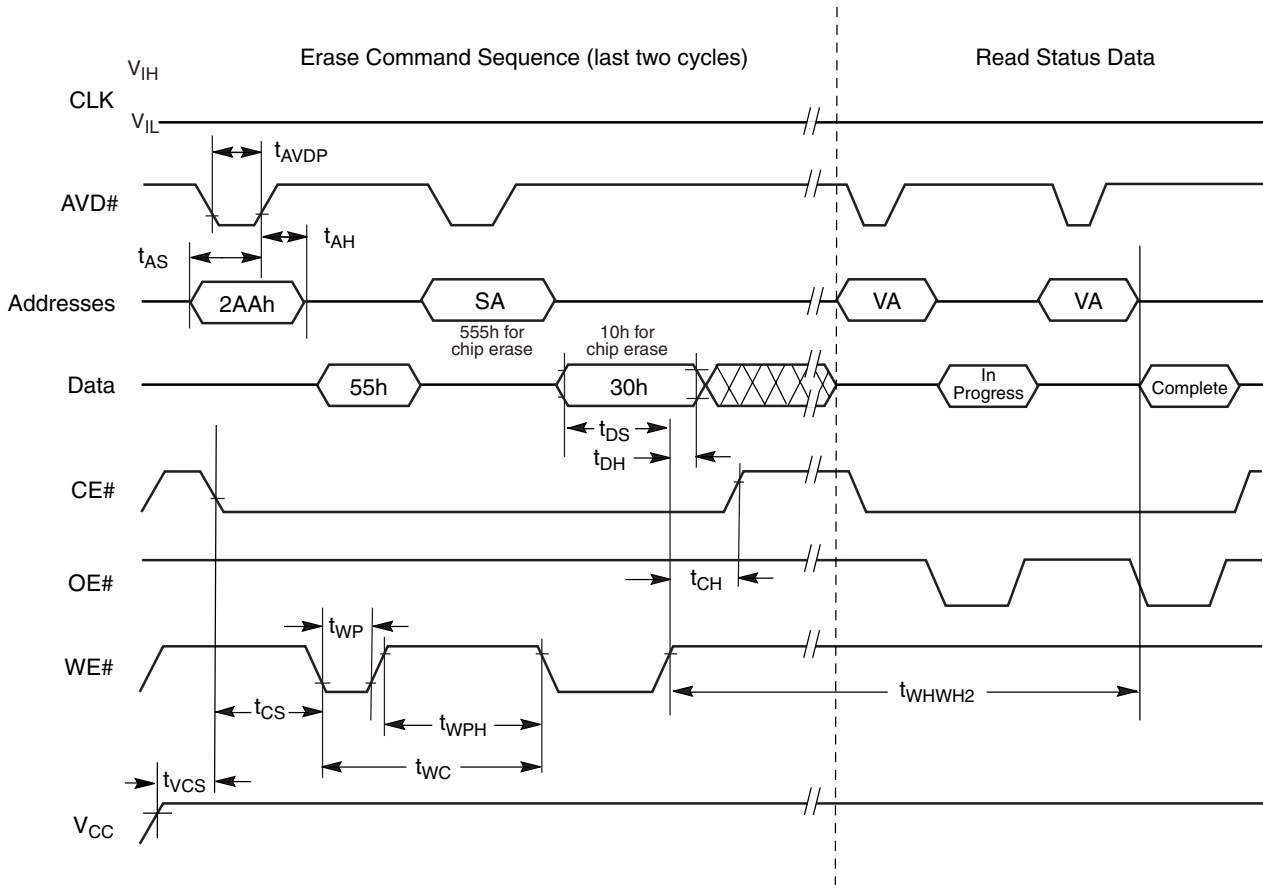 Erase Command Sequence (last two cycles)
Read Status Data
VIH
CLK
VIL
tAVDP
AVD#
tAH
tAS
Addresses
2AAh
SA
VA
VA
555h for
chip erase
10h for
chip erase
Data
55h
30h
In
Progress
Complete
tDS
tDH
CE#
OE#
tCH
tWP
WE#
tWHWH2
tCS
tWPH
tWC
tVCS
VCC